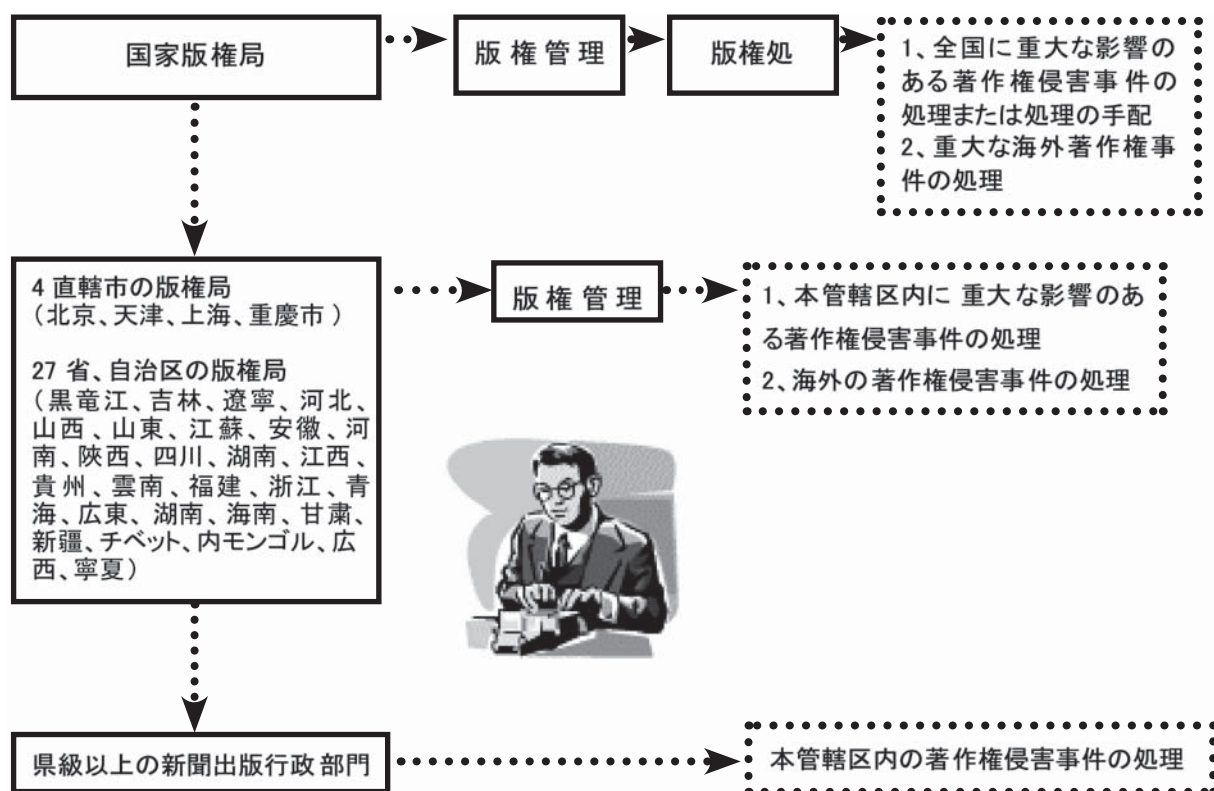 国家版権局
版権管理
版権処
1、全国に重大な影響の
ある著作権侵害事件の
処理または処理の手配
2、重大な海外著作権事
件の処理
4 直轄市の版権局
（北京、天津、上海、重慶市）
27 省、自治区の版権局
（黒竜江、吉林、遼寧、河北、
山西、山東、江蘇、安徽、河
南、陝西、四川、湖南、江西、
貴州、雲南、福建、浙江、青
海、広東、湖南、海南、甘粛、
新疆、チベット、内モンゴル、広
西、寧夏）
版権管理
1、本管轄区内に重大な影響のあ
る著作権侵害事件の処理
2、海外の著作権侵害事件の処理
県級以上の新聞出版行政部門
本管轄区内の著作権侵害事件の処理